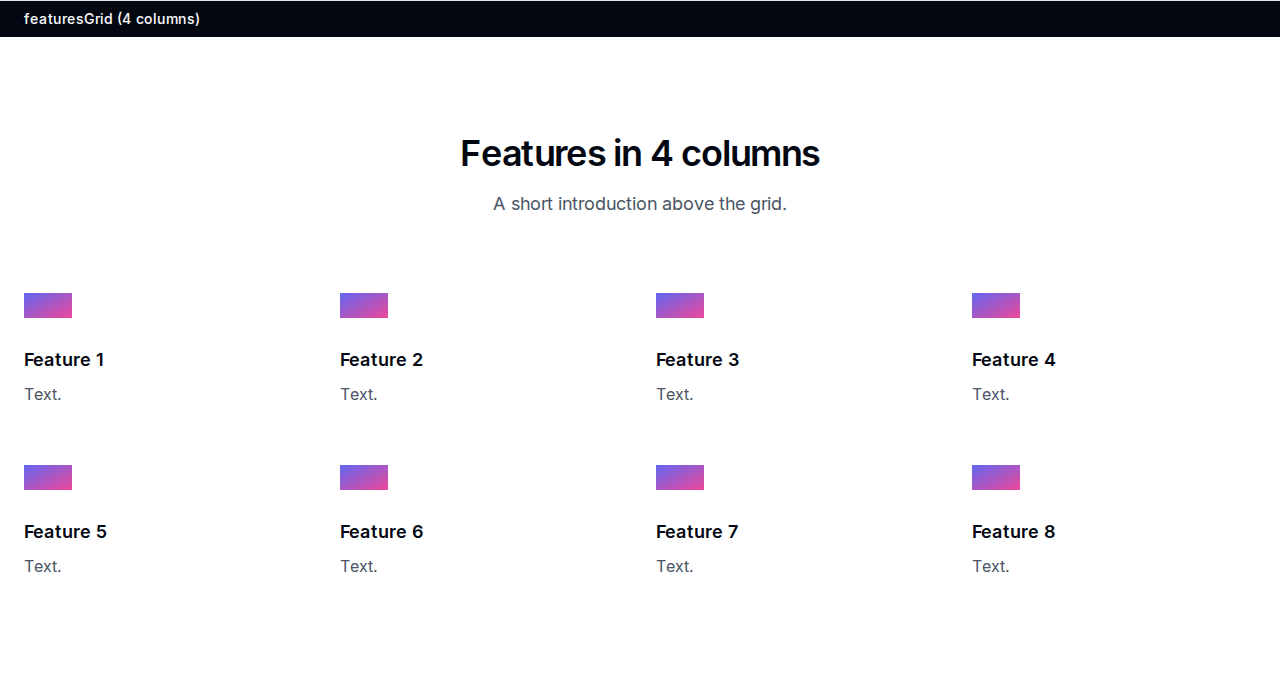 featuresGrid (4 columns)
Features in 4 columns
A short introduction above the grid.
Feature 1
Text.
Feature 2
Text.
Feature 3
Text.
Feature 4
Text.
Feature 5
Text.
Feature 6
Text.
Feature 7
Text.
Feature 8
Text.